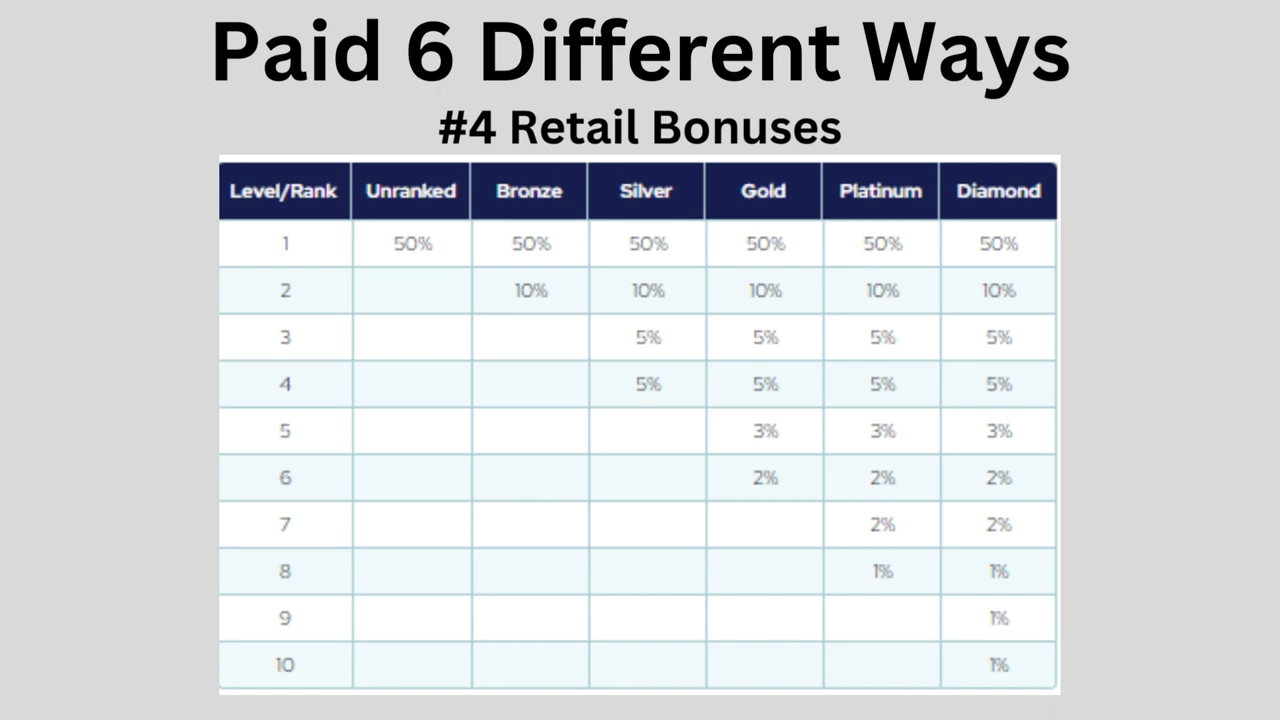 Paid 6 Different Ways
#4 Retail Bonuses
Level/Rank Unranked Bronze Silver Gold Platinum Diamond
1 50% 50% 50% 50% 50% 50%
2 10% 10% 10% 10% 10%
3 5% 5% 5% 5%
4 5% 5% 5% 5%
5 3% 3% 3%
6 2% 2% 2%
7 2% 2%
8 1% 1%
9 1%
10 1%